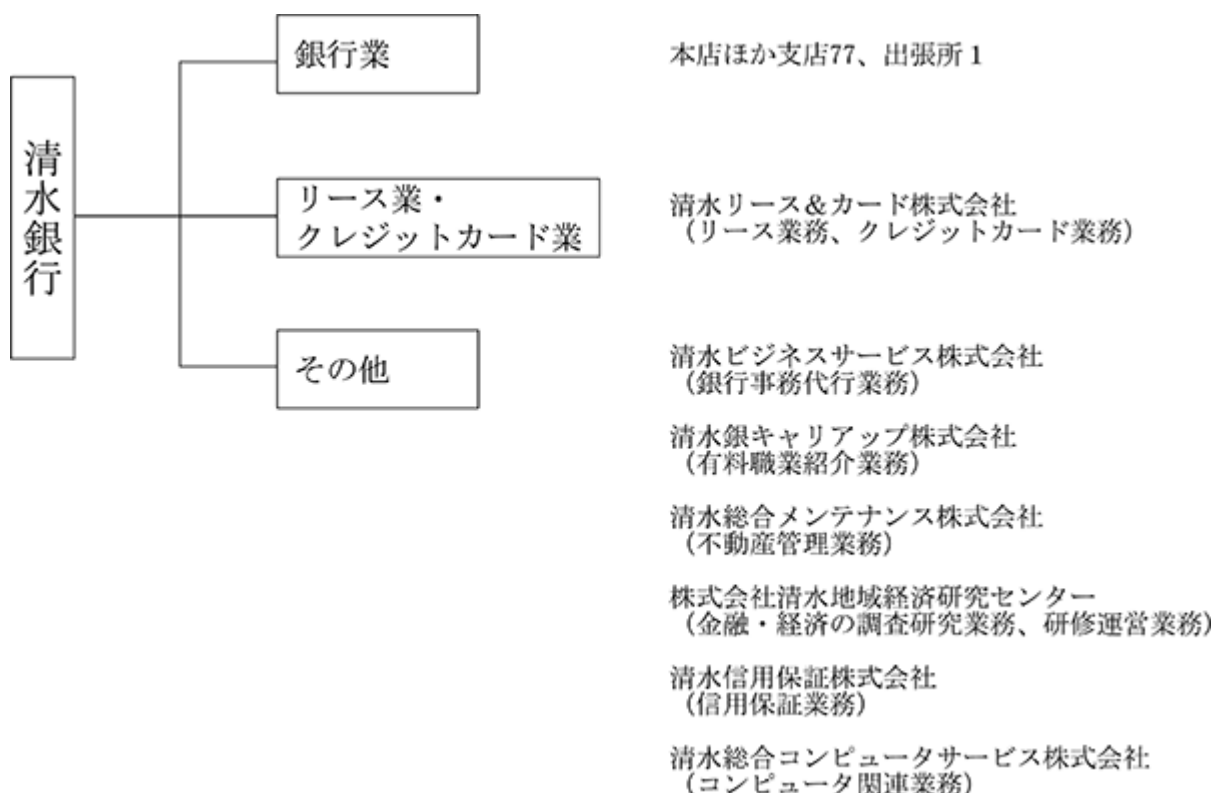 清水銀行
銀行業
本店ほか支店77、出張所1
リース業・
クレジットカード業
清水リース&カード株式会社
(リース業務、クレジットカード業務)
その他
清水ビジネスサービス株式会社
(銀行事務代行業務)
清水銀キャリアップ株式会社
(有料職業紹介業務)
清水総合メンテナンス株式会社
(不動産管理業務)
株式会社清水地域経済研究センター
(金融・経済の調査研究業務、研修運営業務)
清水信用保証株式会社
(信用保証業務)
清水総合コンピュータサービス株式会社
(コンピュータ関連業務)